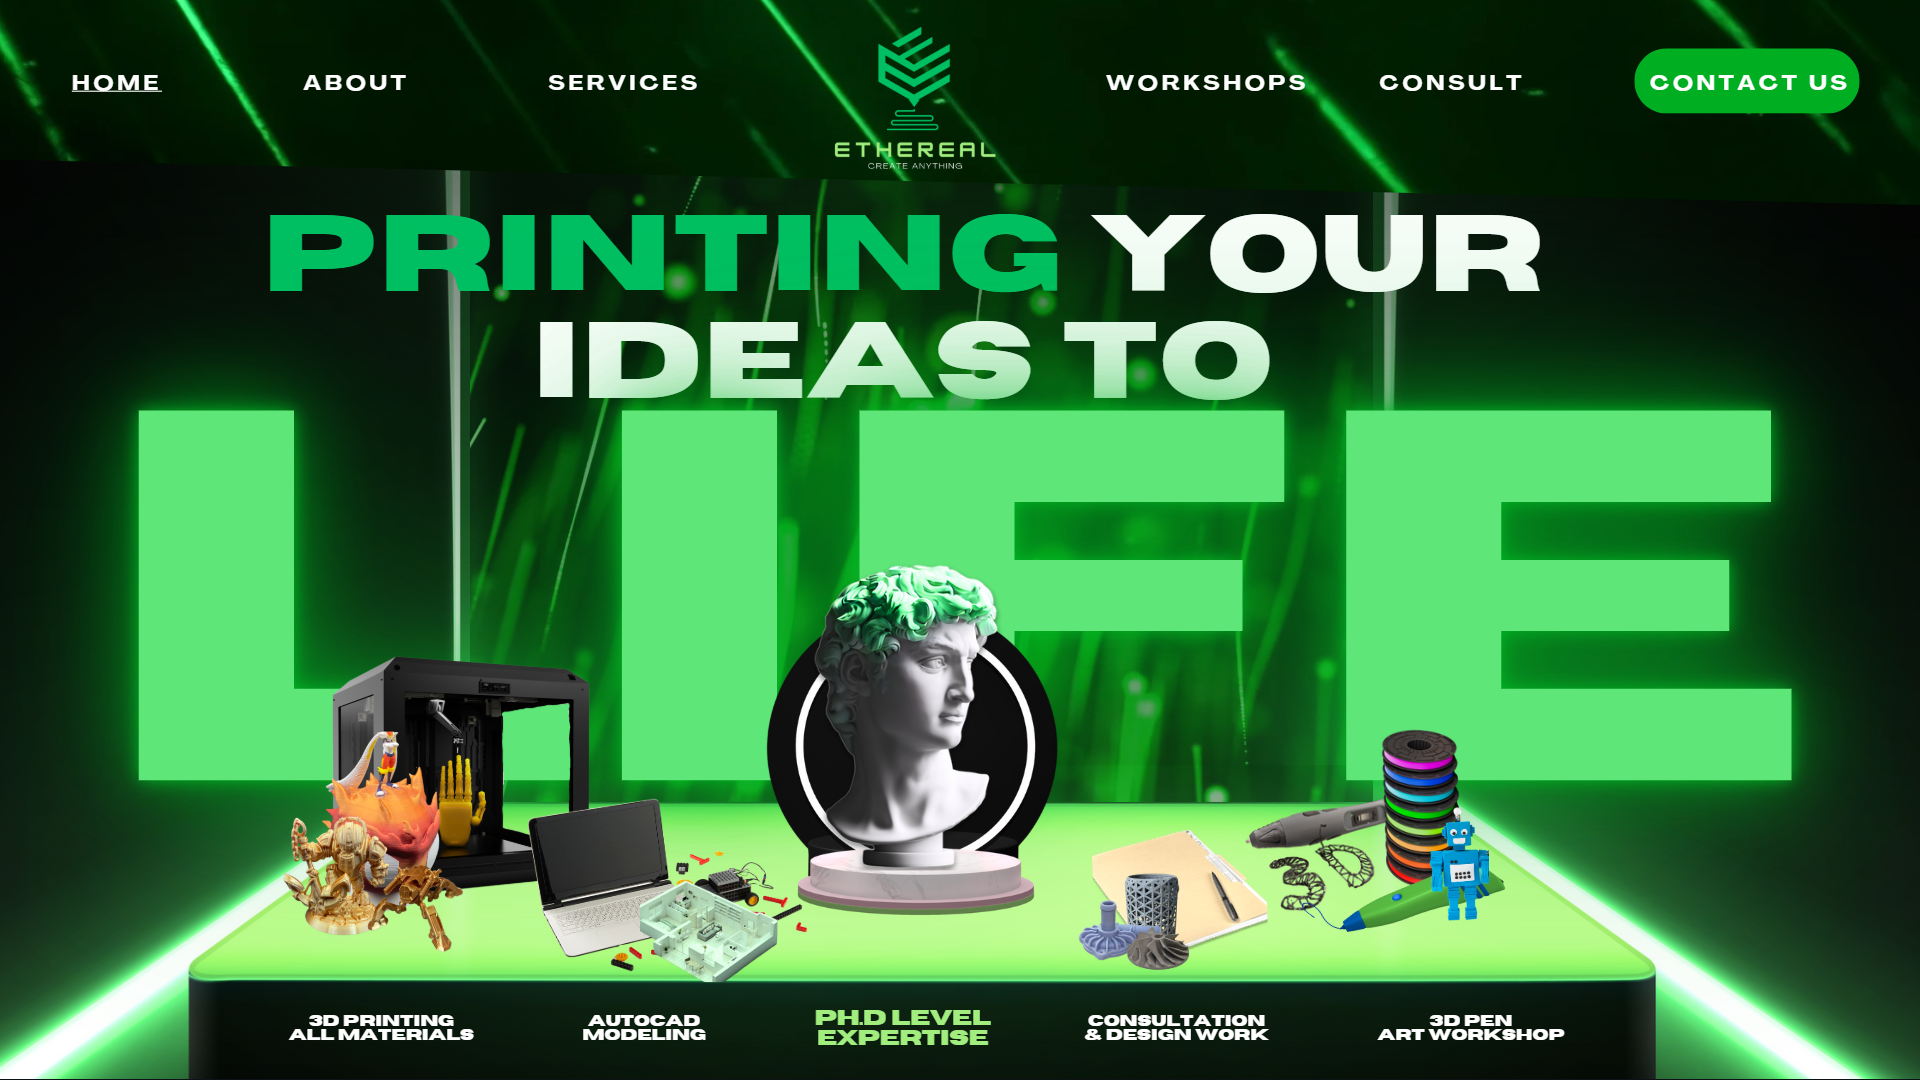 HOME
ABOUT
SERVICES
ETHEREAL
CREATE ANYTHING
WORKSHOPS
CONSULT
CONTACT US
PRINTING YOUR
IDEAS TO
LIFE
3D
3D PRINTING
ALL MATERIALS
AUTOCAD
MODELING
PH.D LEVEL
EXPERTISE
CONSULTATION
& DESIGN WORK
3D PEN
ART WORKSHOP